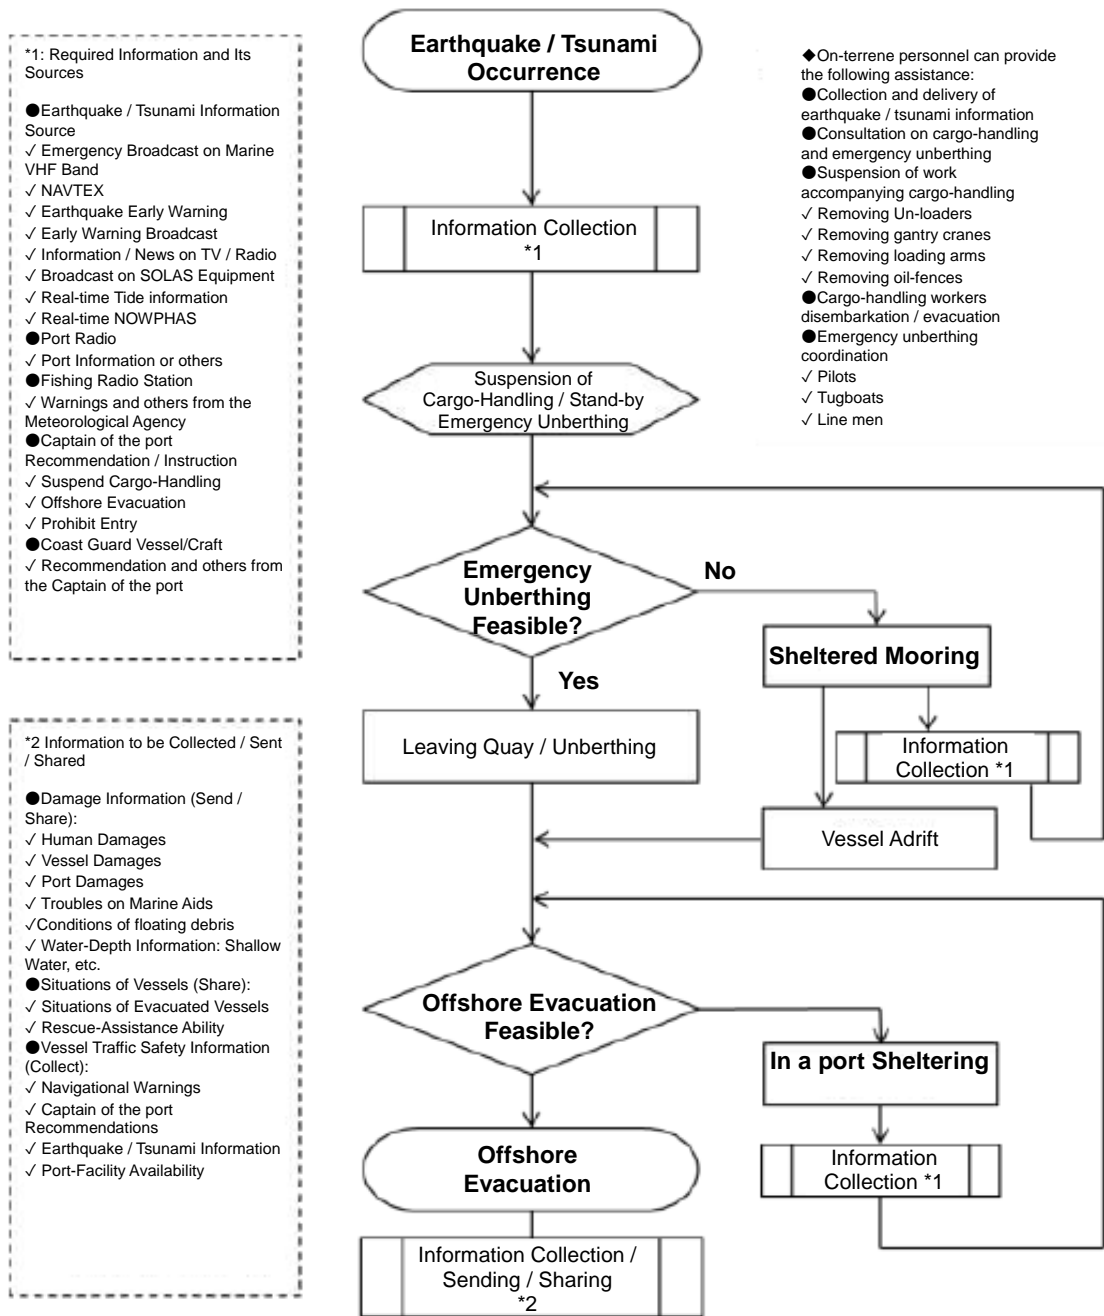 *1: Required Information and Its
Sources
●Earthquake / Tsunami Information
Source
✓ Emergency Broadcast on Marine
VHF Band
✓ NAVTEX
✓ Earthquake Early Warning
✓ Early Warning Broadcast
✓ Information / News on TV / Radio
✓ Broadcast on SOLAS Equipment
✓ Real-time Tide information
✓ Real-time NOWPHAS
●Port Radio
✓ Port Information or others
●Fishing Radio Station
✓ Warnings and others from the
Meteorological Agency
●Captain of the port
Recommendation / Instruction
✓ Suspend Cargo-Handling
✓ Offshore Evacuation
✓ Prohibit Entry
●Coast Guard Vessel/Craft
✓ Recommendation and others from
the Captain of the port
*2 Information to be Collected / Sent
/ Shared
●Damage Information (Send /
Share):
✓ Human Damages
✓ Vessel Damages
✓ Port Damages
✓ Troubles on Marine Aids
✓Conditions of floating debris
✓ Water-Depth Information: Shallow
Water, etc.
●Situations of Vessels (Share):
✓ Situations of Evacuated Vessels
✓ Rescue-Assistance Ability
●Vessel Traffic Safety Information
(Collect):
✓ Navigational Warnings
✓ Captain of the port
Recommendations
✓ Earthquake / Tsunami Information
✓ Port-Facility Availability
Earthquake / Tsunami
Occurrence
Information Collection
*1
Suspension of
Cargo-Handling / Stand-by
Emergency Unberthing
Emergency
Unberthing
Feasible?
No
Yes
Sheltered Mooring
Information
Collection *1
Leaving Quay / Unberthing
Vessel Adrift
Offshore Evacuation
Feasible?
In a port Sheltering
Information
Collection *1
Offshore
Evacuation
Information Collection /
Sending / Sharing
*2
◆On-terrene personnel can provide
the following assistance:
●Collection and delivery of
earthquake / tsunami information
●Consultation on cargo-handling
and emergency unberthing
●Suspension of work
accompanying cargo-handling
✓ Removing Un-loaders
✓ Removing gantry cranes
✓ Removing loading arms
✓ Removing oil-fences
●Cargo-handling workers
disembarkation / evacuation
●Emergency unberthing
coordination
✓ Pilots
✓ Tugboats
✓ Line men